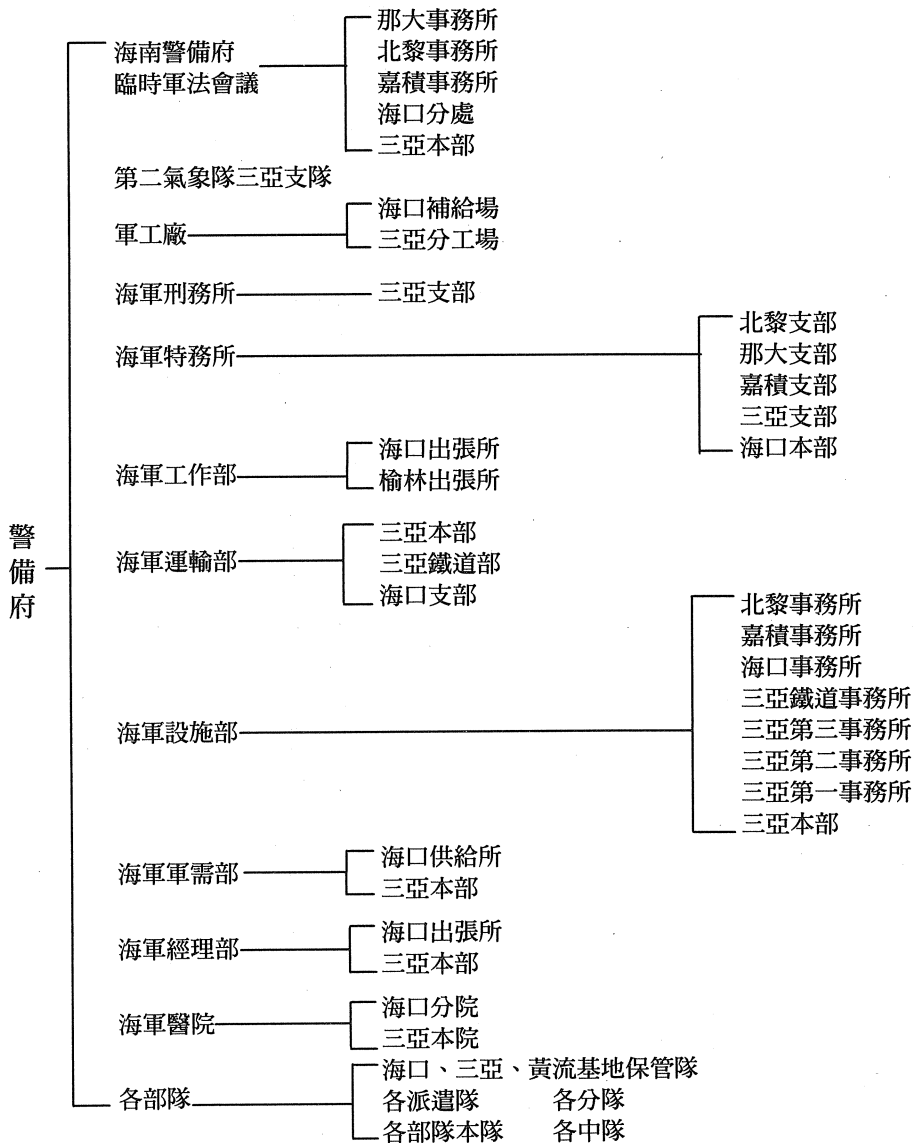 警備府
海南警備府
臨時軍法會議
那大事務所
北黎事務所
嘉積事務所
海口分處
三亞本部
第二氣象隊三亞支隊
軍工廠
海口補給場
三亞分工場
海軍刑務所
三亞支部
海軍特務所
北黎支部
那大支部
嘉積支部
三亞支部
海口本部
海軍工作部
海口出張所
榆林出張所
海軍運輸部
三亞本部
三亞鐵道部
海口支部
海軍設施部
北黎事務所
嘉積事務所
海口事務所
三亞鐵道事務所
三亞第三事務所
三亞第二事務所
三亞第一事務所
三亞本部
海軍軍需部
海口供給所
三亞本部
海軍經理部
海口出張所
三亞本部
海軍醫院
海口分院
三亞本院
各部隊
海口、三亞、黃流基地保管隊
各派遣隊 各分隊
各部隊本隊 各中隊